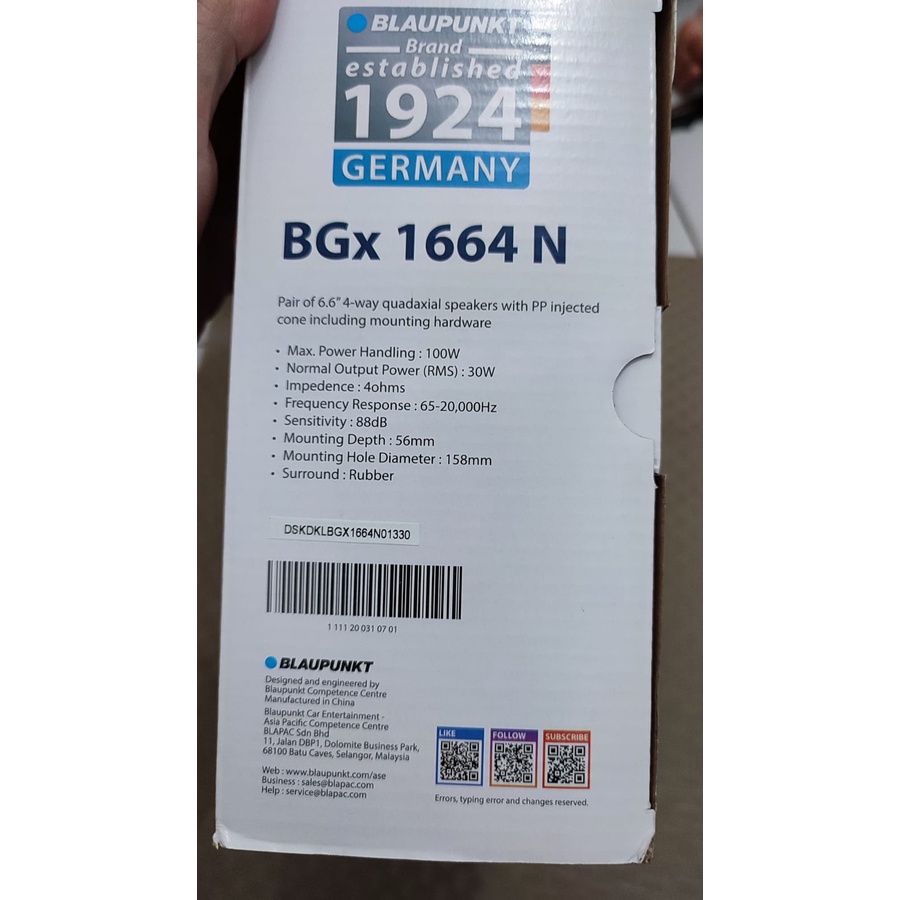 BLAUPUNKT
Brand
established
1924
GERMANY
BGx 1664 N
Pair of 6.6" 4-way quadaxial speakers with PP injected
cone including mounting hardware
• Max. Power Handling : 100W
• Normal Output Power (RMS) : 30W
• Impedence : 4ohms
• Frequency Response : 65-20,000Hz
• Sensitivity : 88dB
• Mounting Depth : 56mm
• Mounting Hole Diameter : 158mm
• Surround : Rubber
DSKDKLBGX1664N01330
1 111 20 031 07 01
BLAUPUNKT
Designed and engineered by
Blaupunkt Competence Centre
Manufactured in China
Blaupunkt Car Entertainment -
Asia Pacific Competence Centre
BLAPAC Sdn Bhd
11, Jalan DBP1, Dolomite Business Park,
68100 Batu Caves, Selangor, Malaysia
Web : www.blaupunkt.com/ase
Business : sales@blapac.com
Help : service@blapac.com
LIKE FOLLOW SUBSCRIBE
Errors, typing error and changes reserved.